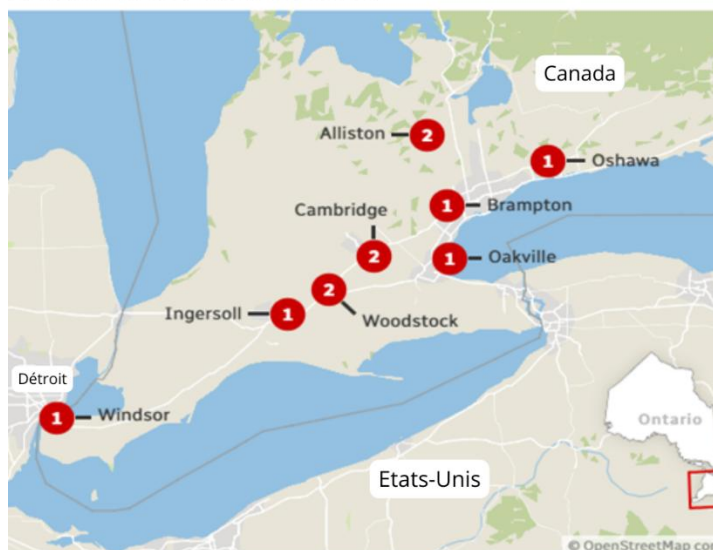 Canada
Alliston
2
1
Oshawa
1
Brampton
Cambridge
2
1
Oakville
2
Ingersoll
1
Woodstock
Détroit
1
Windsor
Ontario
Etats-Unis
© OpenStreetMap con